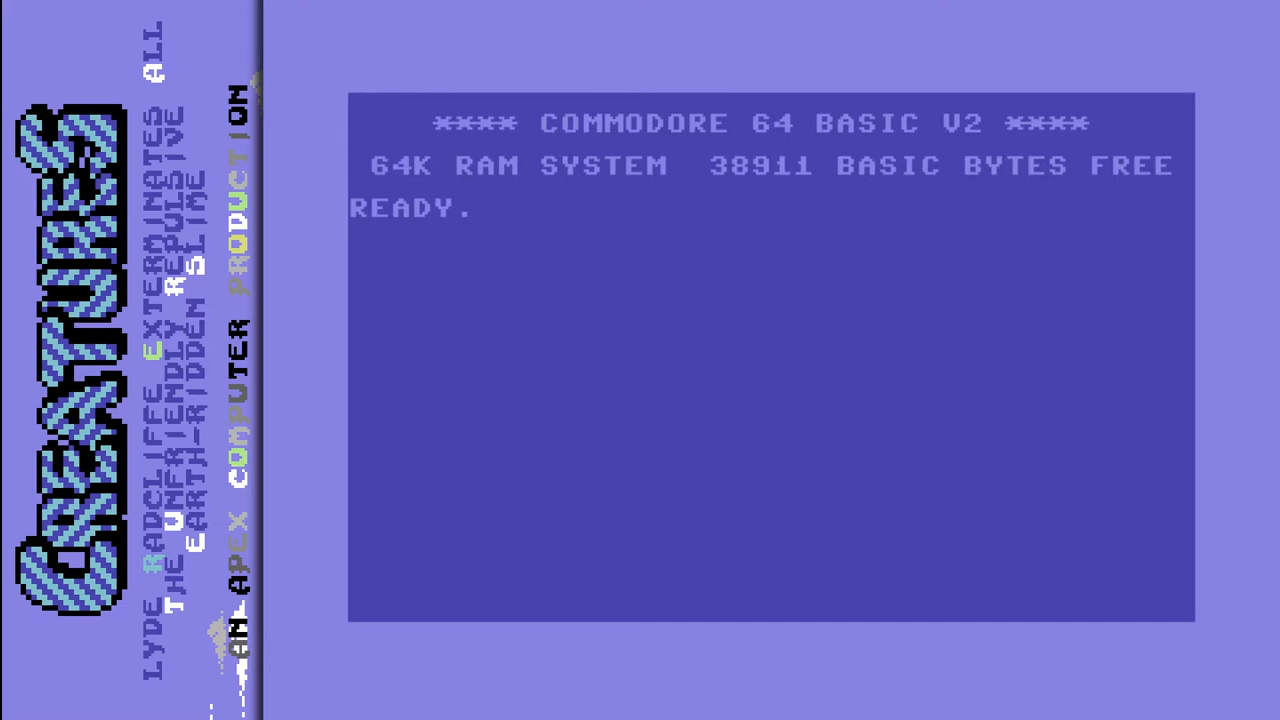 CREATURES
LYDE RADCLIFFE EXTERMINATES ALL
THE UNFRIENDLY REPULSIVE
EARTH-RIDDEN SLIME
AN APEX COMPUTER PRODUCTION
**** COMMODORE 64 BASIC V2 ****
64K RAM SYSTEM 38911 BASIC BYTES FREE
READY.